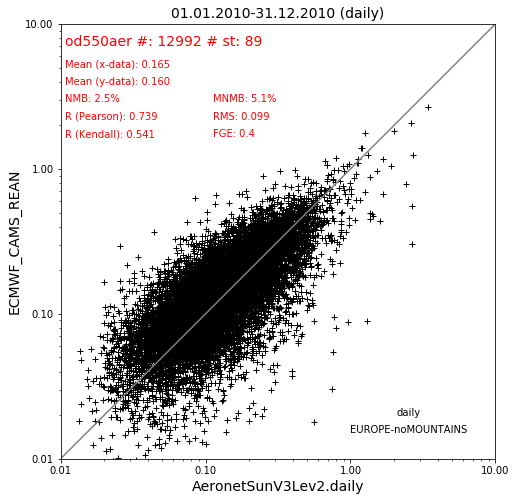 01.01.2010-31.12.2010 (daily)
10.00
od550aer #: 12992 # st: 89
Mean (x-data): 0.165
Mean (y-data): 0.160
NMB: 2.5% MNMB: 5.1%
R (Pearson): 0.739 RMS: 0.099
R (Kendall): 0.541 FGE: 0.4
1.00
ECMWF_CAMS_REAN
0.10
daily
EUROPE-noMOUNTAINS
0.01
0.01 0.10 1.00 10.00
AeronetSunV3Lev2.daily